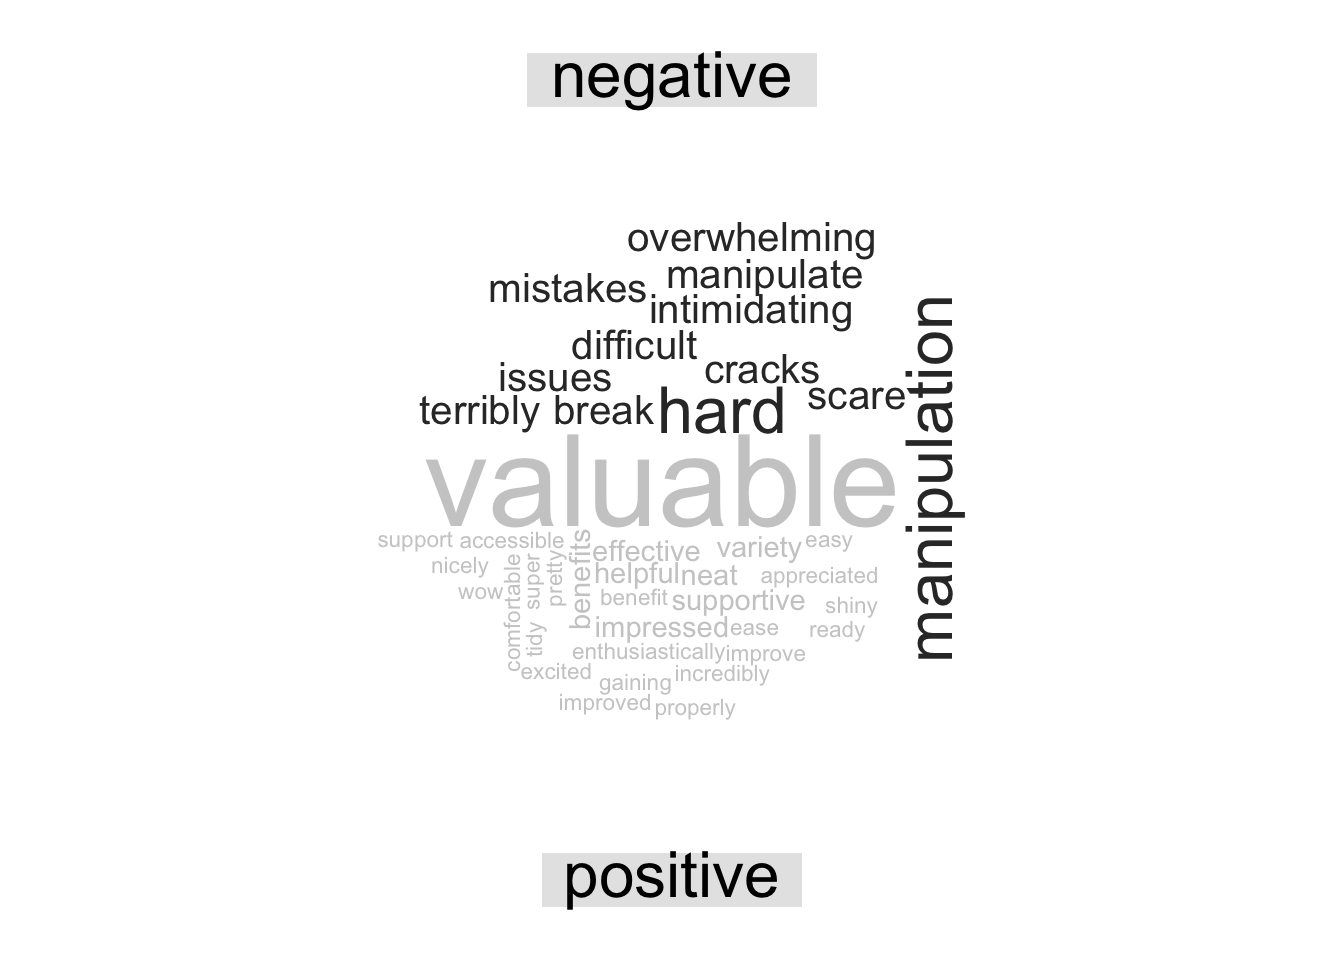 negative
overwhelming
manipulate
mistakes
intimidating
manipulation
difficult
cracks
issues
scare
terribly break hard
valuable
support accessible benefits effective variety easy
nicely comfortable super pretty helpful neat appreciated
wow benefit supportive shiny
tidy impressed ease ready
enthusiastically improve
excited gaining incredibly
improved properly
positive